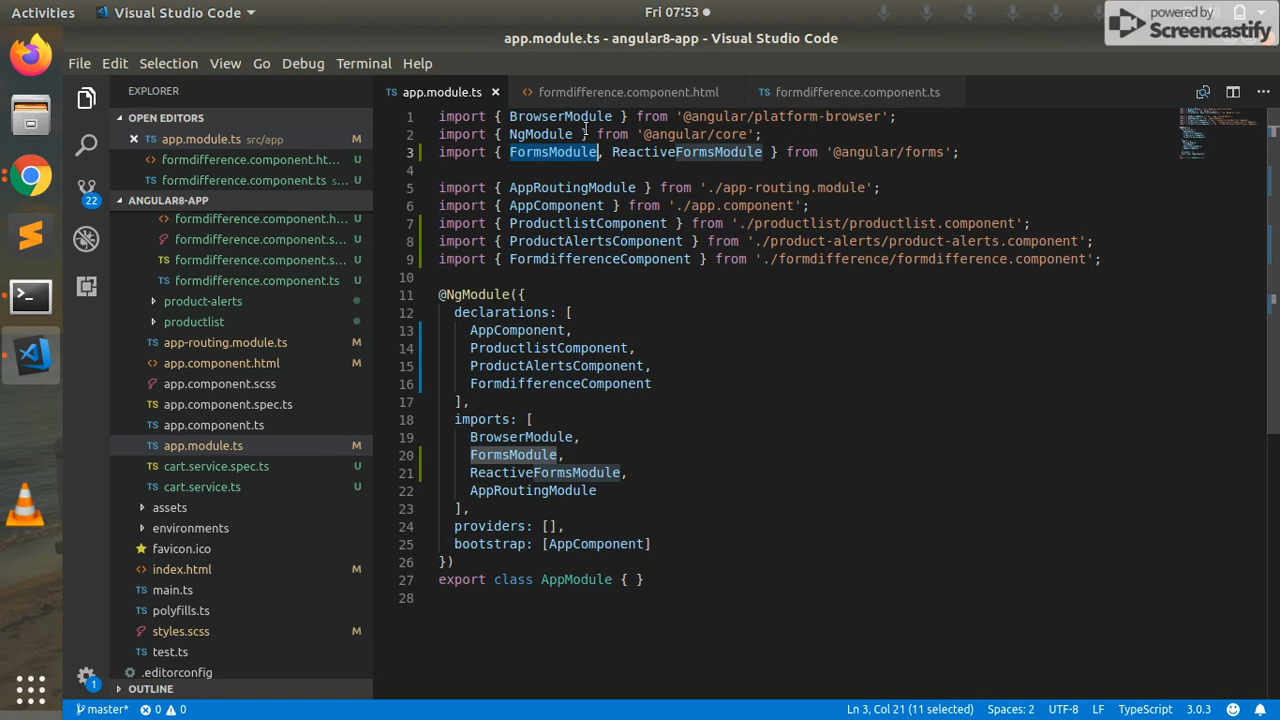 Activities
Visual Studio Code
Fri 07:53
powered by
Screencastify
app.module.ts - angular8-app - Visual Studio Code
File Edit Selection View Go Debug Terminal Help
EXPLORER
OPEN EDITORS
app.module.ts src/app
formdifference.component.ht...
formdifference.component.ts s...
ANGULAR8-APP
formdifference.component.h... U
formdifference.component.s... U
formdifference.component.s... U
formdifference.component.ts U
product-alerts
productlist
app-routing.module.ts M
app.component.html M
app.component.scss
app.component.spec.ts M
app.component.ts U
app.module.ts M
cart.service.spec.ts U
cart.service.ts U
assets
environments
favicon.ico
index.html M
main.ts
polyfills.ts
styles.scss M
test.ts
.editorconfig
OUTLINE
22
1
app.module.ts
formdifference.component.html
formdifference.component.ts
1 import { BrowserModule } from '@angular/platform-browser';
2 import { NgModule } from '@angular/core';
3 import { FormsModule, ReactiveFormsModule } from '@angular/forms';
4
5 import { AppRoutingModule } from './app-routing.module';
6 import { AppComponent } from './app.component';
7 import { ProductlistComponent } from './productlist/productlist.component';
8 import { ProductAlertsComponent } from './product-alerts/product-alerts.component';
9 import { FormdifferenceComponent } from './formdifference/formdifference.component';
10
11 @NgModule({
12 declarations: [
13 AppComponent,
14 ProductlistComponent,
15 ProductAlertsComponent,
16 FormdifferenceComponent
17 ],
18 imports: [
19 BrowserModule,
20 FormsModule,
21 ReactiveFormsModule,
22 AppRoutingModule
23 ],
24 providers: [],
25 bootstrap: [AppComponent]
26 })
27 export class AppModule { }
28
master* 0 0
Ln 3, Col 21 (11 selected) Spaces: 2 UTF-8 LF TypeScript 3.0.3